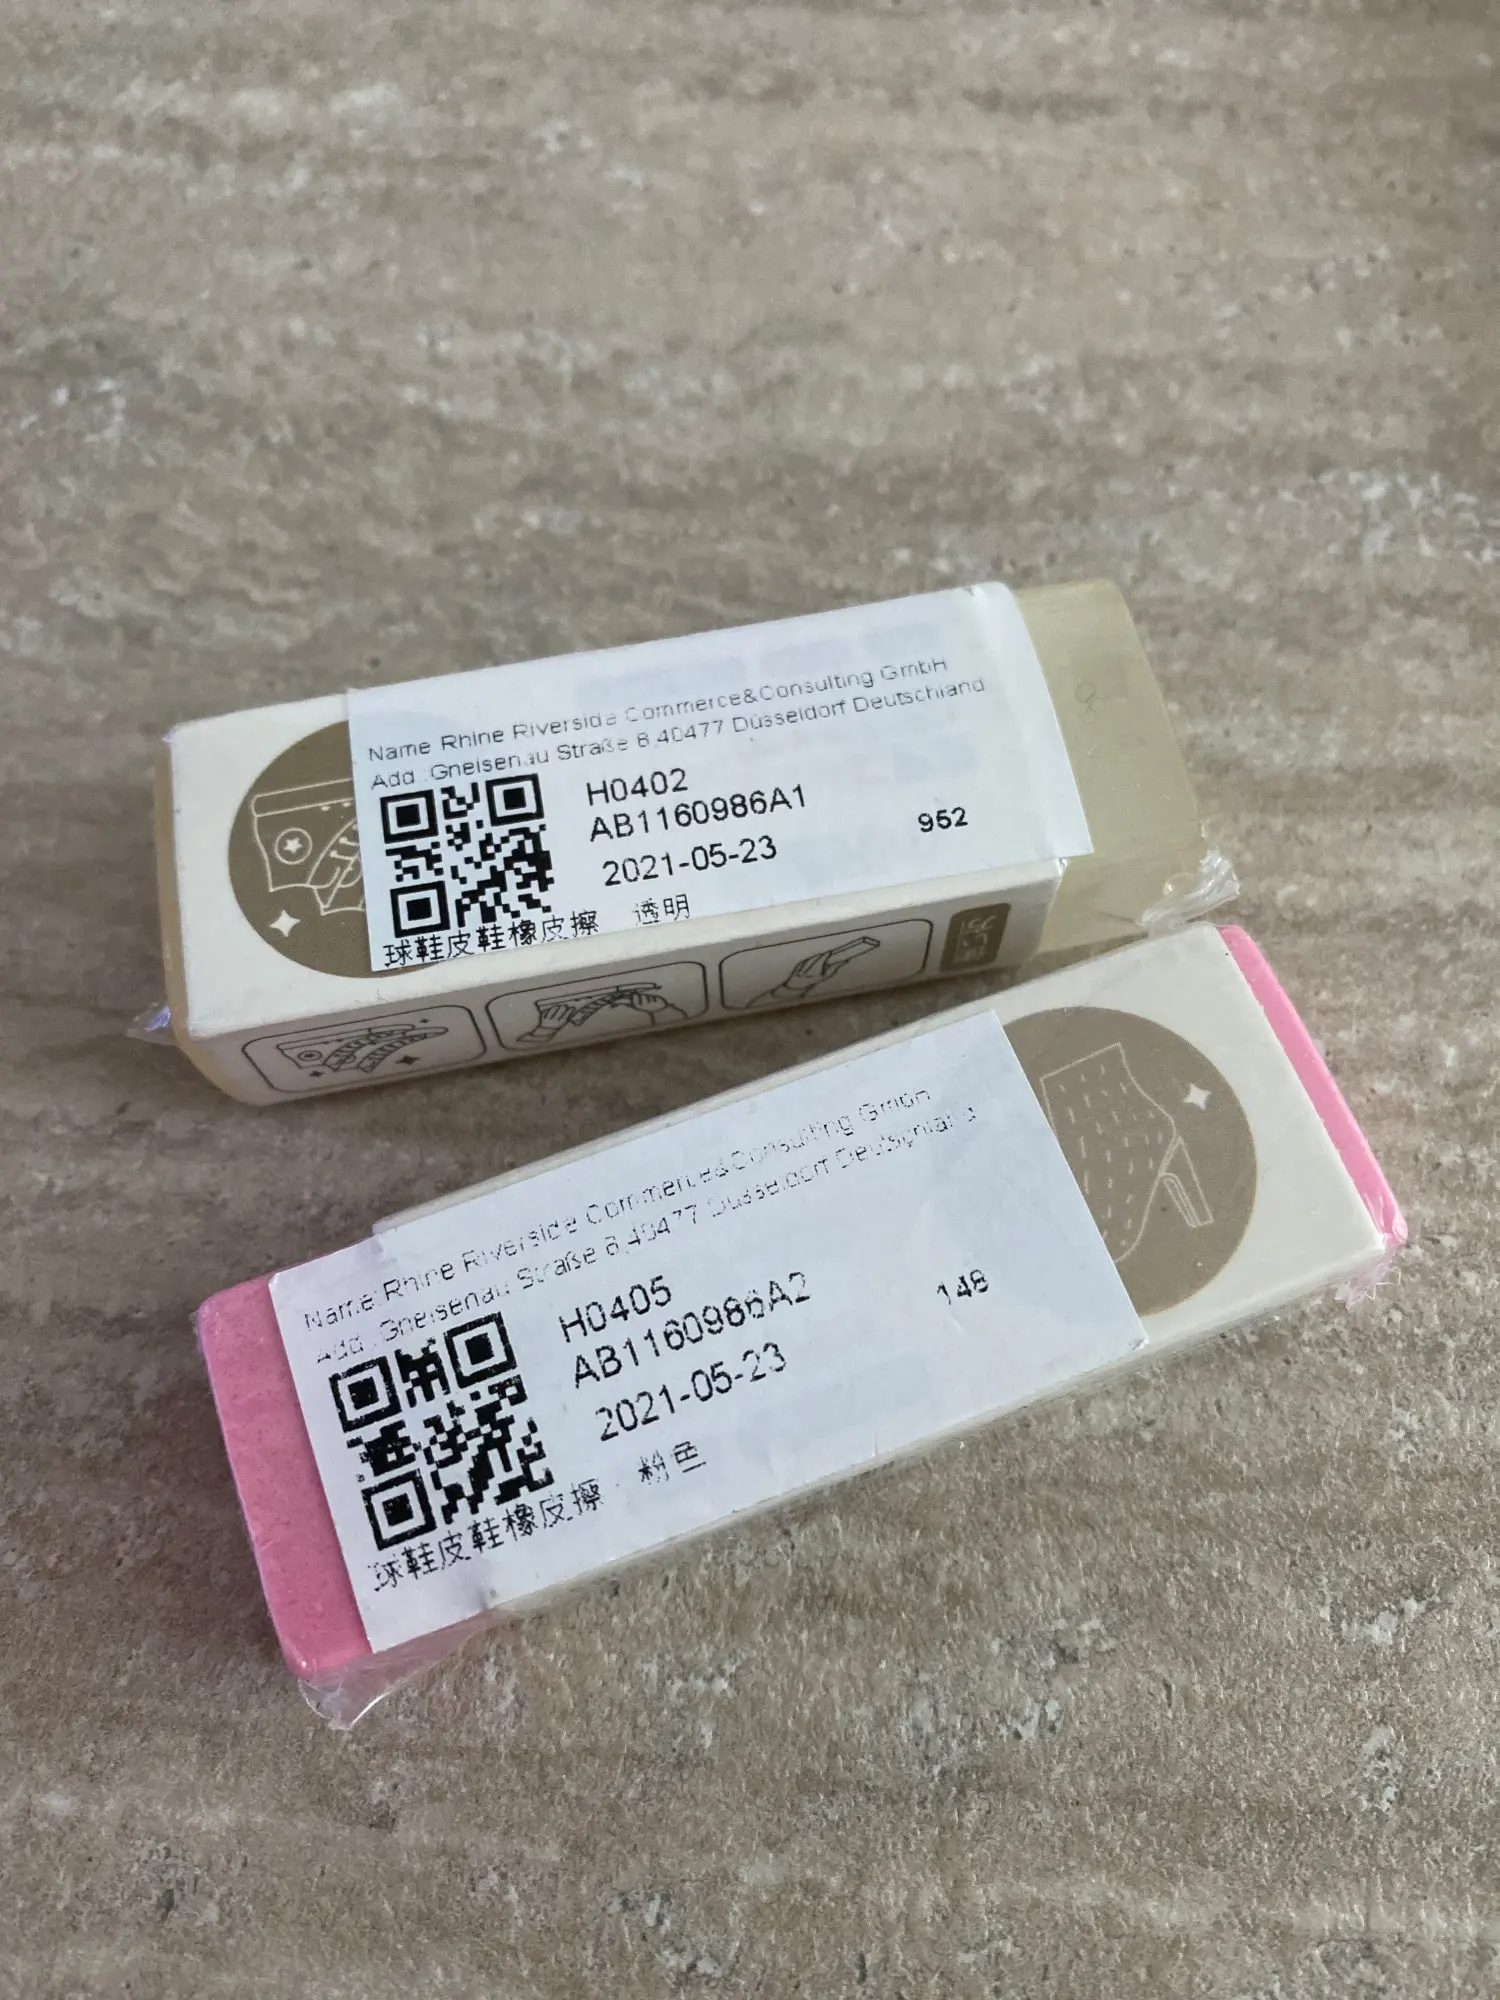 Name Rhine Riverside Commerce&Consulting GmbH
Add :Gneisenau Straße 8,40477 Düsseldorf Deutschland
H0402
AB1160986A1
2021-05-23
952
球鞋皮鞋橡皮擦 透明
Name:Rhine Riverside Commerce&Consulting GmbH
Add :Gneisenau Straße 8,40477 Düsseldorf Deutschland
H0405
AB1160986A2
2021-05-23
148
球鞋皮鞋橡皮擦 粉色